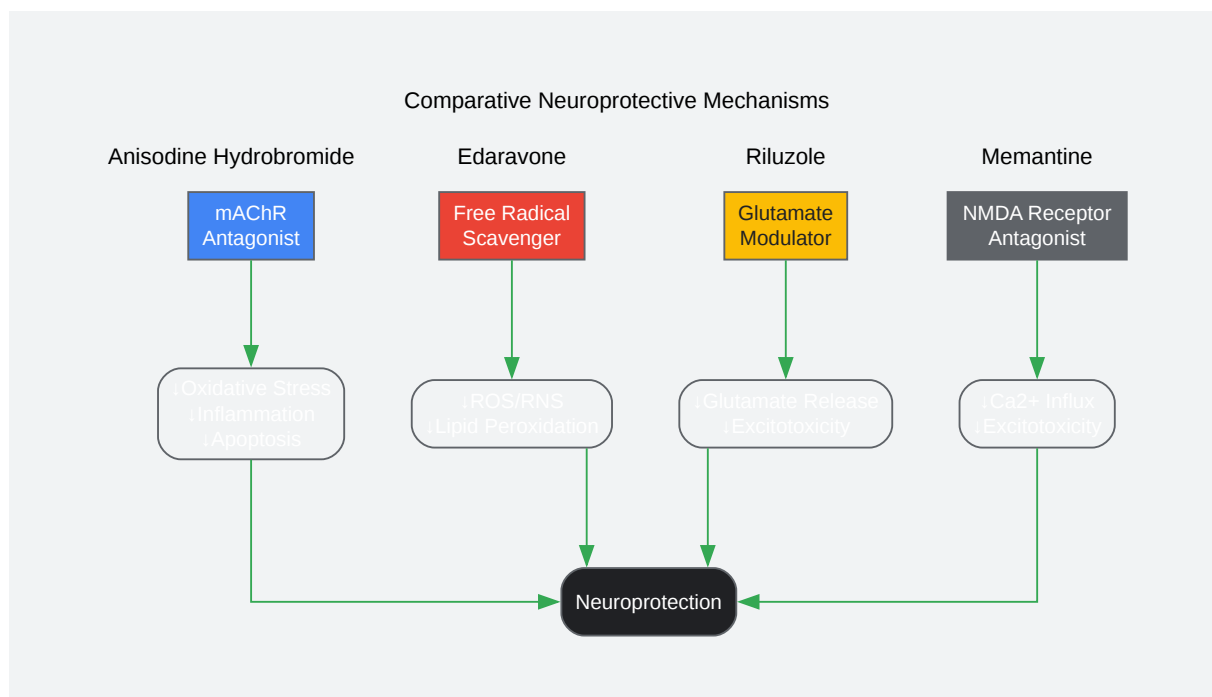 Comparative Neuroprotective Mechanisms
Anisodine Hydrobromide
Edaravone
Riluzole
Memantine
mAChR
Antagonist
Free Radical
Scavenger
Glutamate
Modulator
NMDA Receptor
Antagonist
↓Oxidative Stress
↓Inflammation
↓Apoptosis
↓ROS/RNS
↓Lipid Peroxidation
↓Glutamate Release
↓Excitotoxicity
↓Ca2+ Influx
↓Excitotoxicity
Neuroprotection